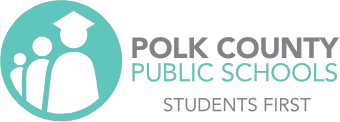 POLK COUNTY
PUBLIC SCHOOLS
STUDENTS FIRST